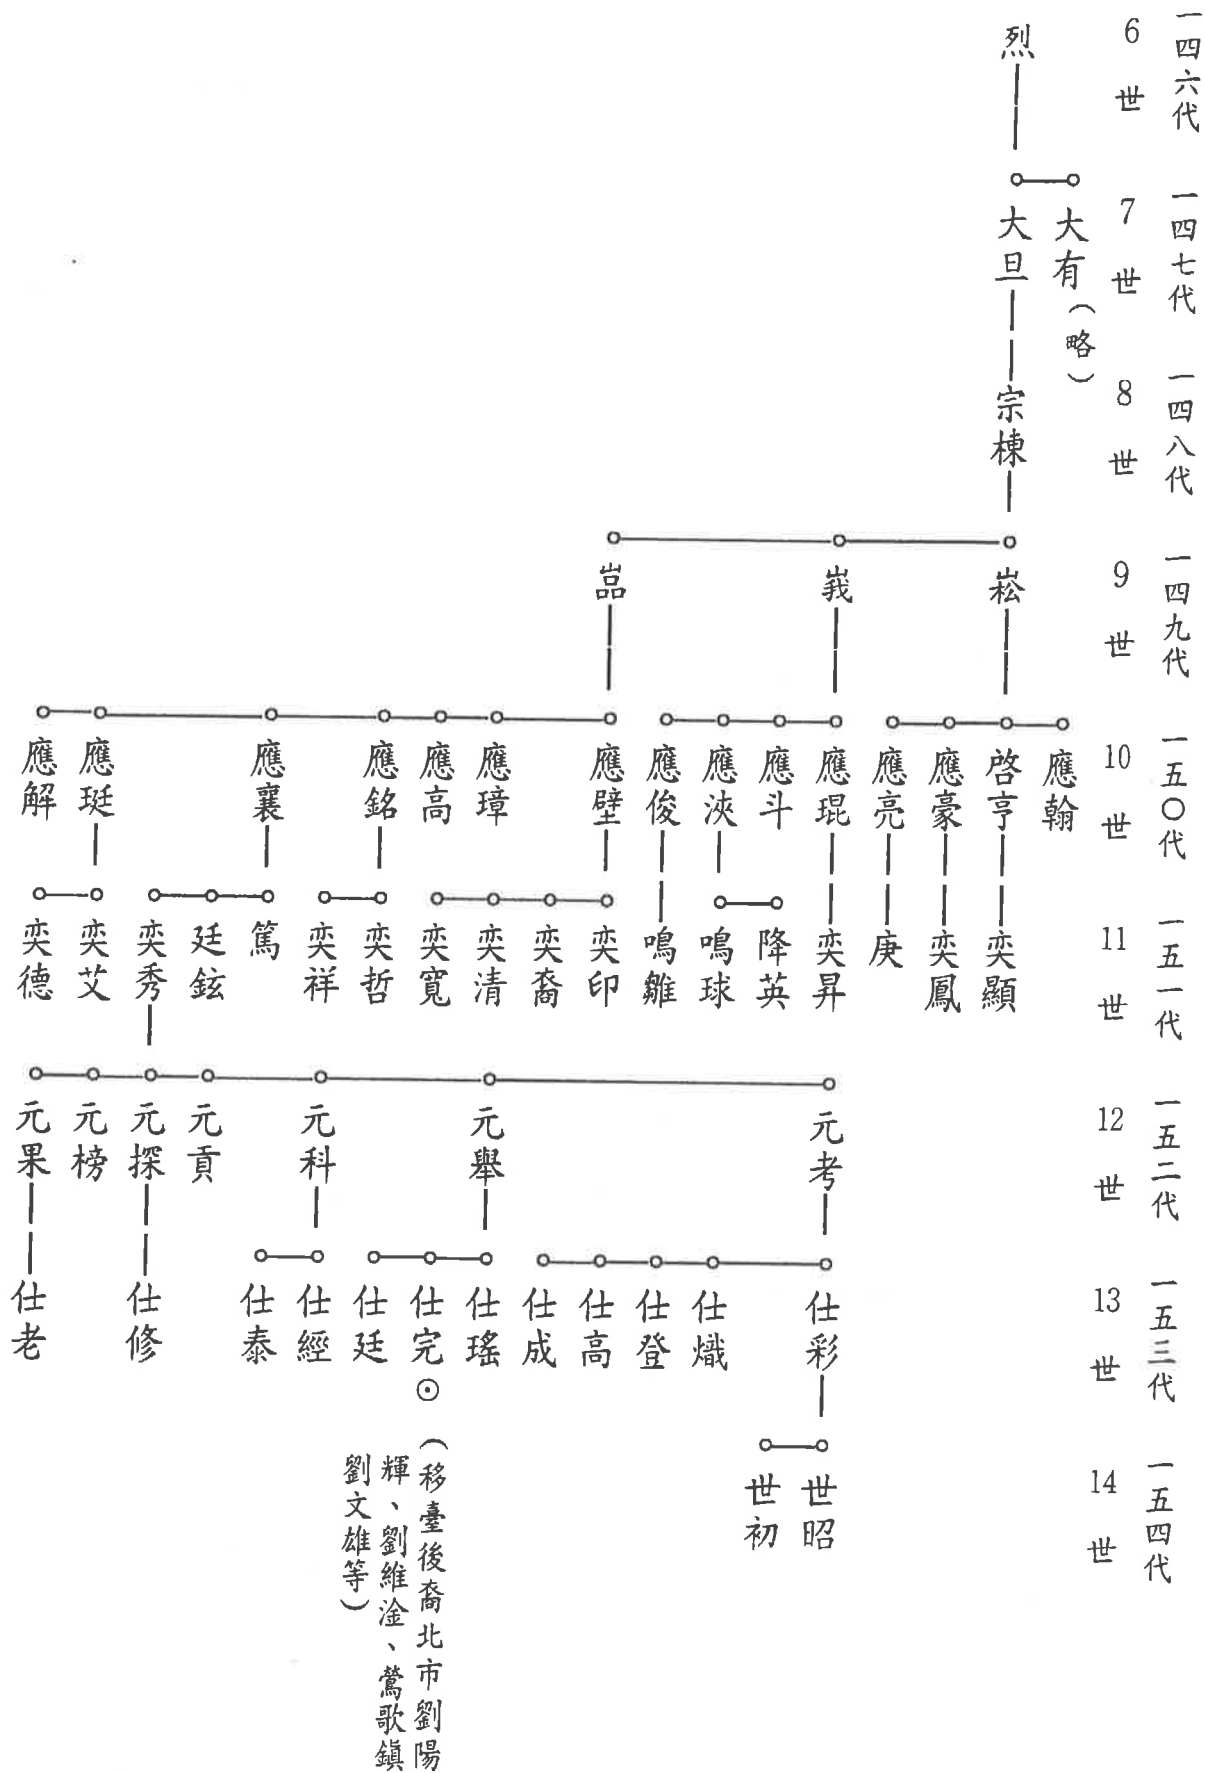 一四六代
6世
烈
一四七代
7世
大有(略)
大旦
一四八代
8世
宗棟
一四九代
9世
崧
峩
嵓
一五〇代
10世
應翰
啓亨
應豪
應亮
應琨
應斗
應浹
應俊
應壁
應璋
應高
應銘
應襄
應珽
應解
一五一代
11世
奕顯
奕鳳
庚
奕昇
降英
鳴球
鳴雛
奕印
奕裔
奕清
奕寬
奕哲
奕祥
篤
廷鉉
奕秀
奕艾
奕德
一五二代
12世
元考
元舉
元科
元貢
元探
元榜
元果
一五三代
13世
仕彩
仕熾
仕登
仕高
仕成
仕瑤
仕完⊙
仕廷
仕經
仕泰
仕修
仕老
一五四代
14世
世昭
世初
(移臺後裔北市劉陽
輝、劉維淦、鶯歌鎮
劉文雄等)